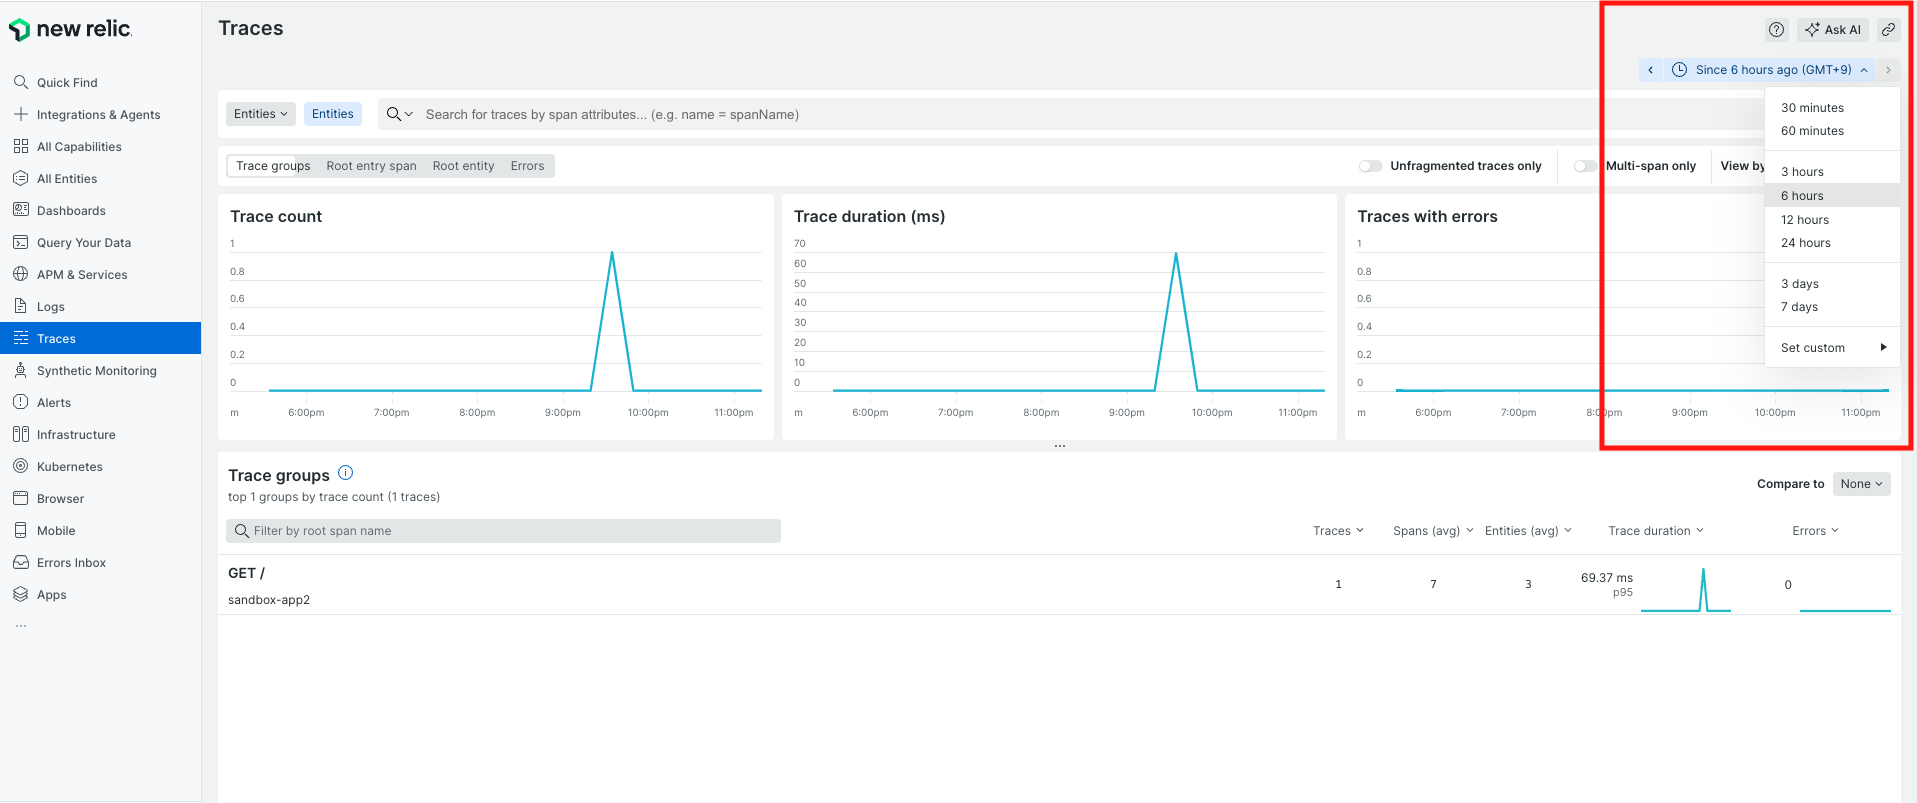 new relic
Quick Find
Integrations & Agents
All Capabilities
All Entities
Dashboards
Query Your Data
APM & Services
Logs
Traces
Synthetic Monitoring
Alerts
Infrastructure
Kubernetes
Browser
Mobile
Errors Inbox
Apps
...
Traces
Ask AI
Since 6 hours ago (GMT+9)
Entities Entities Search for traces by span attributes... (e.g. name = spanName)
Trace groups Root entry span Root entity Errors
Unfragmented traces only Multi-span only View by
30 minutes
60 minutes
3 hours
6 hours
12 hours
24 hours
3 days
7 days
Set custom
Trace count
1
0.8
0.6
0.4
0.2
0
m 6:00pm 7:00pm 8:00pm 9:00pm 10:00pm 11:00pm
Trace duration (ms)
70
60
50
40
30
20
10
0
m 6:00pm 7:00pm 8:00pm 9:00pm 10:00pm 11:00pm
Traces with errors
1
0.8
0.6
0.4
0.2
0
m 6:00pm 7:00pm 8:00pm 9:00pm 10:00pm 11:00pm
...
Trace groups
top 1 groups by trace count (1 traces)
Compare to None
Filter by root span name
Traces Spans (avg) Entities (avg) Trace duration Errors
GET /
sandbox-app2
1 7 3 69.37 ms 0
p95